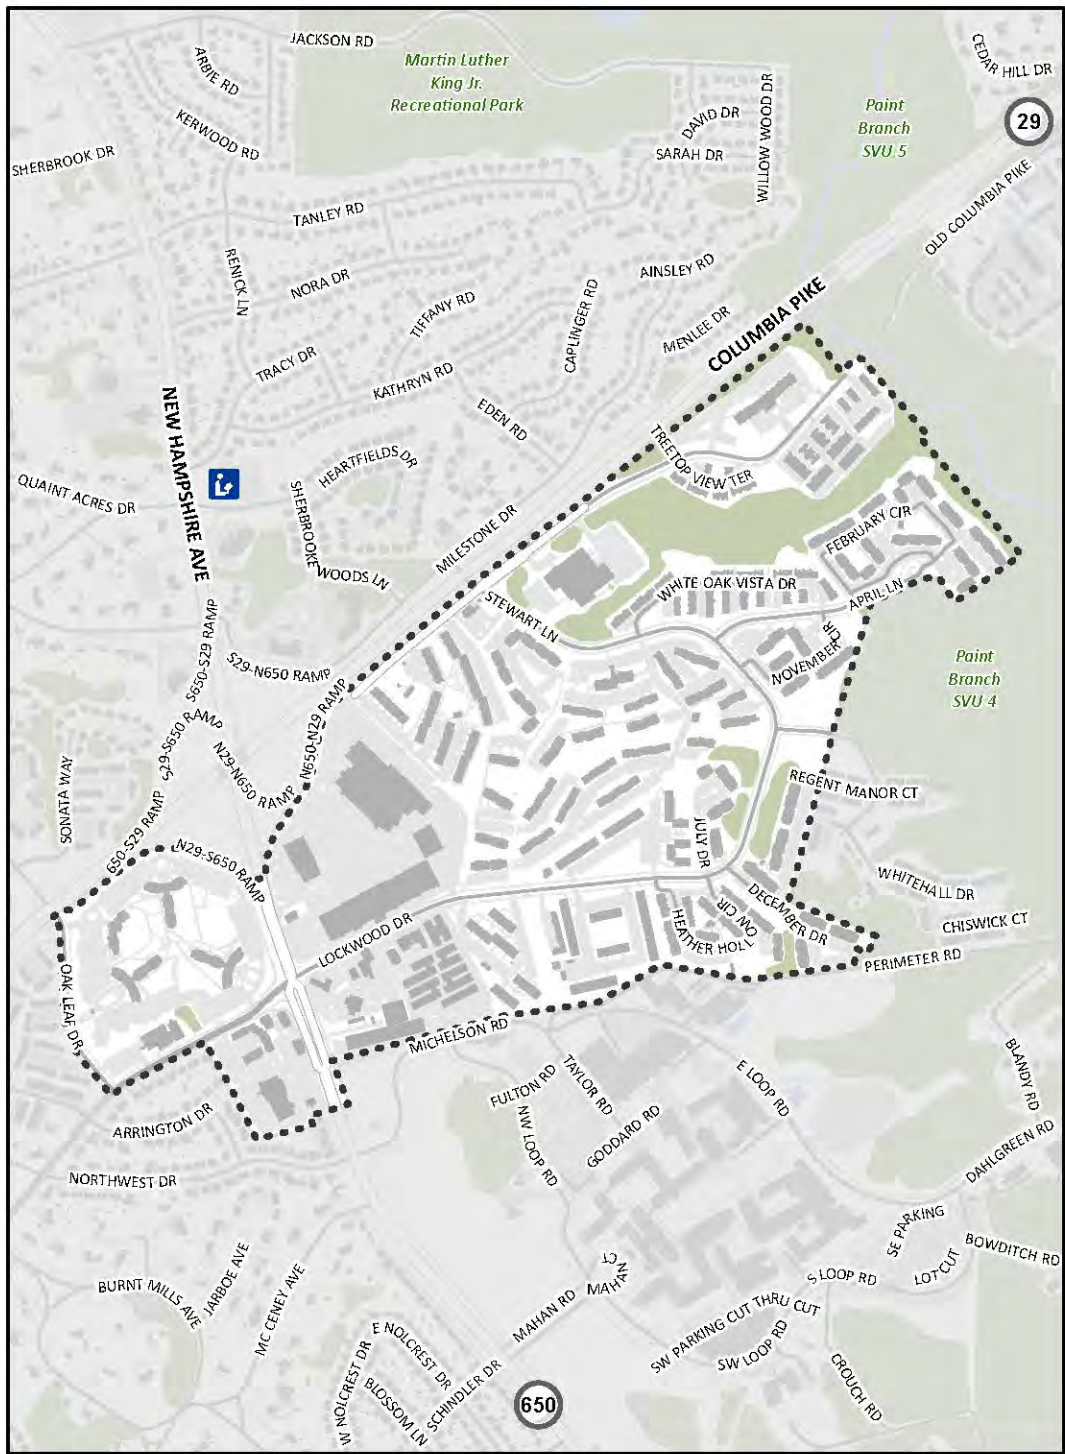 JACKSON RD
ARBIE RD
Martin Luther
King Jr.
Recreational Park
CEDAR HILL DR
29
KERWOOD RD
DAVID DR
WILLOW WOOD DR
Paint
Branch
SVU 5
SHERBROOK DR
SARAH DR
TANLEY RD
OLD COLUMBIA PIKE
RENICK LN
NORA DR
AINSLEY RD
TIFFANY RD
CAPLINGER RD
MENLEE DR
COLUMBIA PIKE
TRACY DR
KATHRYN RD
NEW HAMPSHIRE AVE
EDEN RD
TREETOP VIEW TER
HEARTFIELDS DR
QUAINT ACRES DR
SHERBROOKE
WOODS LN
MILESTONE DR
FEBRUARY CIR
WHITE OAK VISTA DR
APRIL LN
STEWART LN
NOVEMBER
CIR
S650-S29 RAMP
S29-N650 RAMP
Paint
Branch
SVU 4
N650-N29 RAMP
S29-S650 RAMP
N29-N650 RAMP
SONATA WAY
650-S29 RAMP
REGENT MANOR CT
N29-S650 RAMP
JULY DR
WHITEHALL DR
DECEMBER DR
LOCKWOOD DR
HEATHER HOLL
OW CIR
CHISWICK CT
PERIMETER RD
OAK LEAF DR
MICHELSON RD
BLANDY RD
FULTON RD
TAYLOR RD
E LOOP RD
NW LOOP RD
GODDARD RD
ARRINGTON DR
DAHLGREEN RD
NORTHWEST DR
SE PARKING
LOT CUT
BOWDITCH RD
MAHAN
CT
S LOOP RD
JARBOE AVE
BURNT MILLS AVE
MC CENEY AVE
MAHAN RD
SW PARKING CUT THRU CUT
SW LOOP RD
E NOLCREST DR
W NOLCREST DR
BLOSSOM LN
SCHINDLER DR
CROUCH RD
650